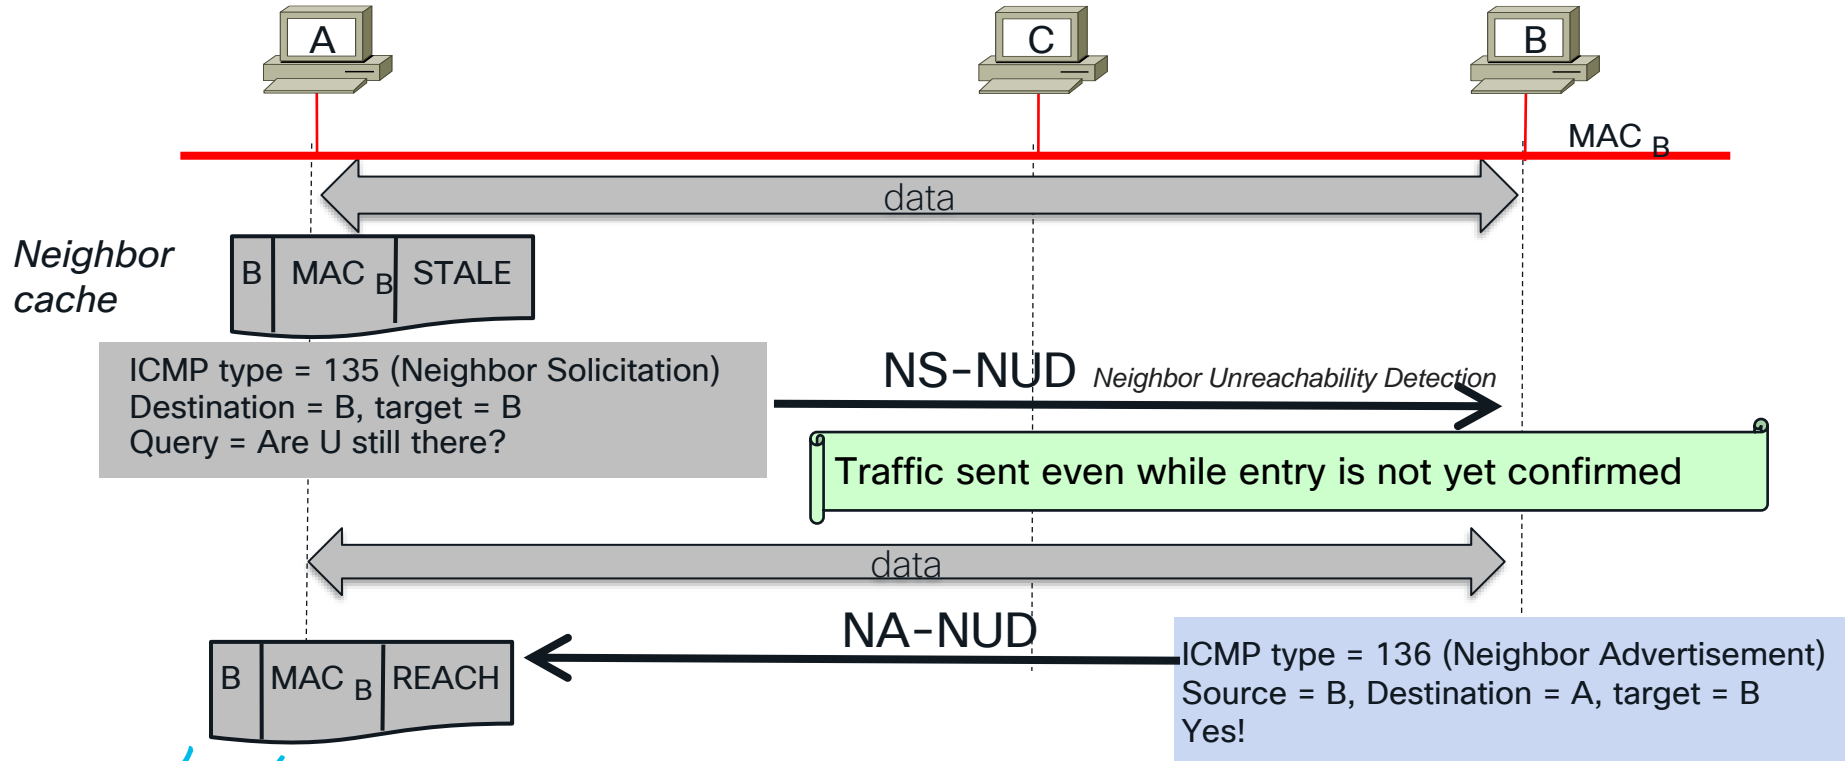 A
C
B
MAC B
data
Neighbor
cache
B MAC B STALE
ICMP type = 135 (Neighbor Solicitation)
Destination = B, target = B
Query = Are U still there?
NS-NUD Neighbor Unreachability Detection
Traffic sent even while entry is not yet confirmed
data
NA-NUD
B MAC B REACH
ICMP type = 136 (Neighbor Advertisement)
Source = B, Destination = A, target = B
Yes!